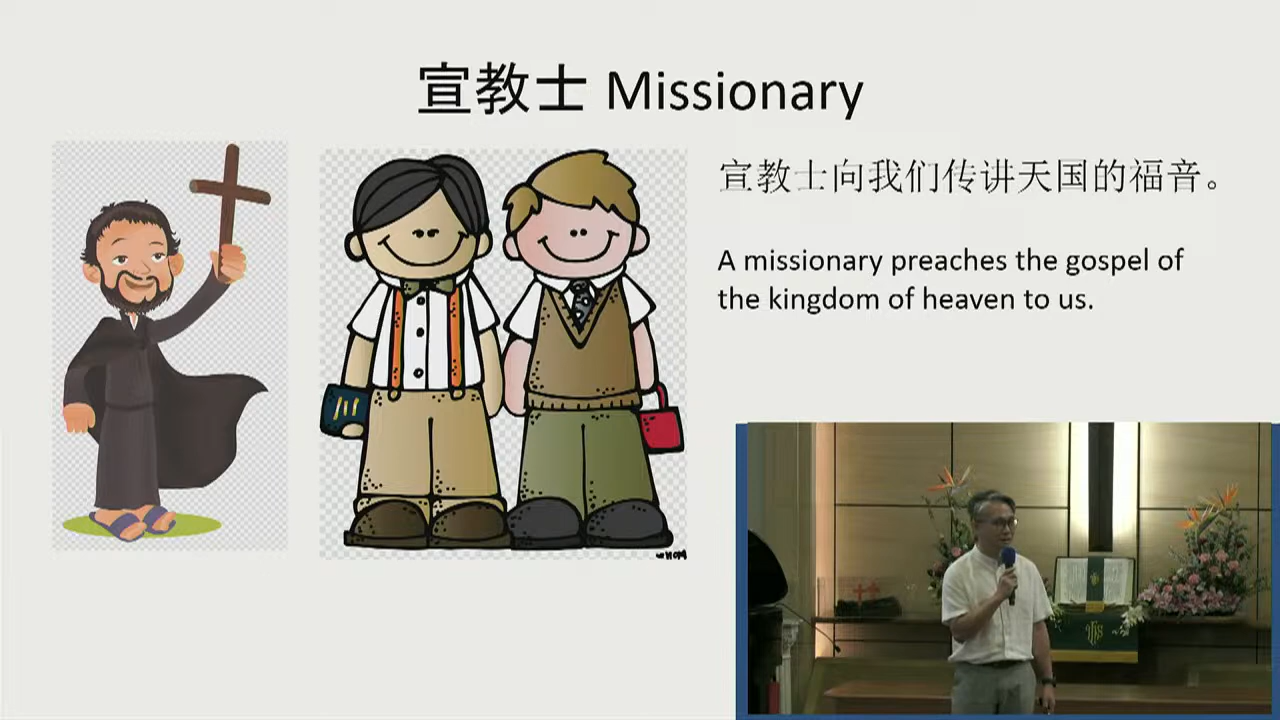 宣教士 Missionary
宣教士向我们传讲天国的福音。
A missionary preaches the gospel of
the kingdom of heaven to us.